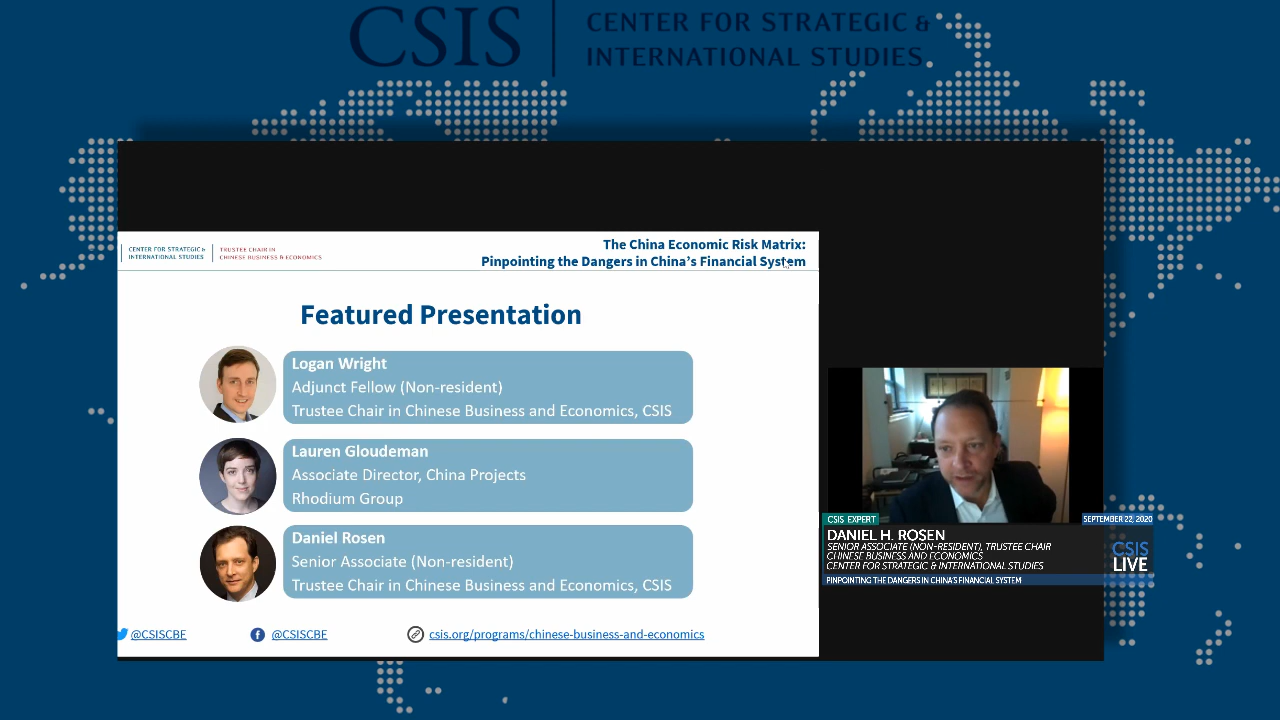 CSIS
CENTER FOR STRATEGIC &
INTERNATIONAL STUDIES
CENTER FOR STRATEGIC &
INTERNATIONAL STUDIES
TRUSTEE CHAIR IN
CHINESE BUSINESS & ECONOMICS
The China Economic Risk Matrix:
Pinpointing the Dangers in China's Financial System
Featured Presentation
Logan Wright
Adjunct Fellow (Non-resident)
Trustee Chair in Chinese Business and Economics, CSIS
Lauren Gloudeman
Associate Director, China Projects
Rhodium Group
Daniel Rosen
Senior Associate (Non-resident)
Trustee Chair in Chinese Business and Economics, CSIS
@CSISCBE
@CSISCBE
csis.org/programs/chinese-business-and-economics
CSIS EXPERT
SEPTEMBER 22, 2020
DANIEL H. ROSEN
SENIOR ASSOCIATE (NON-RESIDENT), TRUSTEE CHAIR
CHINEST BUSINESS AND ECONOMICS
CENTER FOR STRATEGIC & INTERNATIONAL STUDIES
CSIS
LIVE
PINPOINTING THE DANGERS IN CHINA'S FINANCIAL SYSTEM